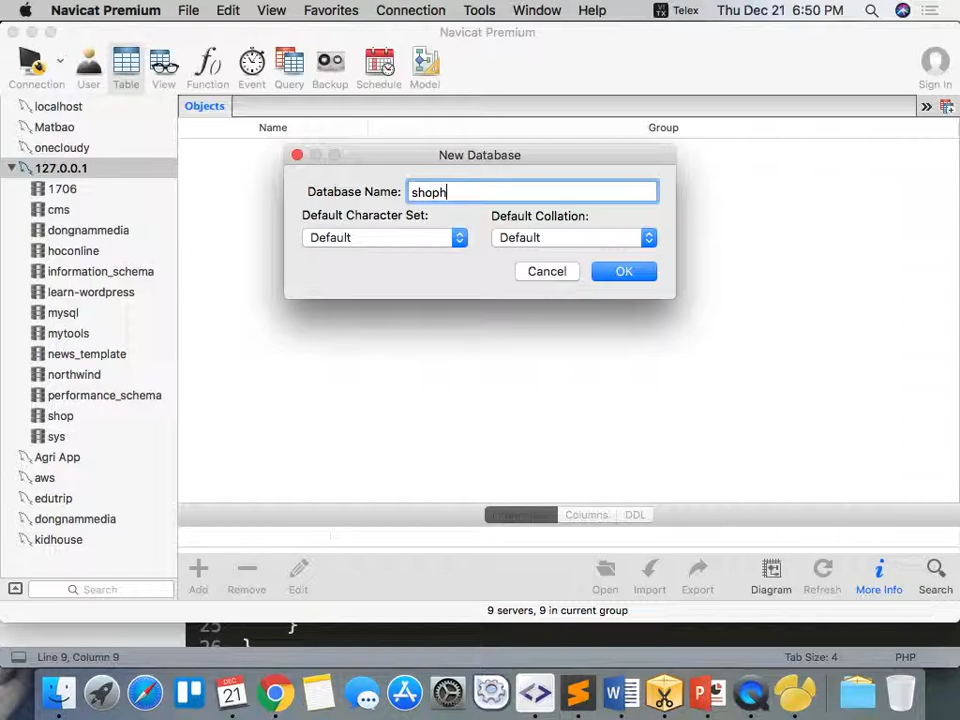 Navicat Premium File Edit View Favorites Connection Tools Window Help Telex Thu Dec 21 6:50 PM
Navicat Premium
Connection User Table View Function Event Query Backup Schedule Model Sign In
localhost
Matbao
onecloudy
127.0.0.1
1706
cms
dongnammedia
hoconline
information_schema
learn-wordpress
mysql
mytools
news_template
northwind
performance_schema
shop
sys
Agri App
aws
edutrip
dongnammedia
kidhouse
Search
Objects
Name Group
New Database
Database Name: shoph
Default Character Set: Default Collation:
Default Default
Cancel OK
Columns DDL
Add Remove Edit Open Import Export Diagram Refresh More Info Search
9 servers, 9 in current group
25 }
26 }
Line 9, Column 9 Tab Size: 4 PHP
DEC
21